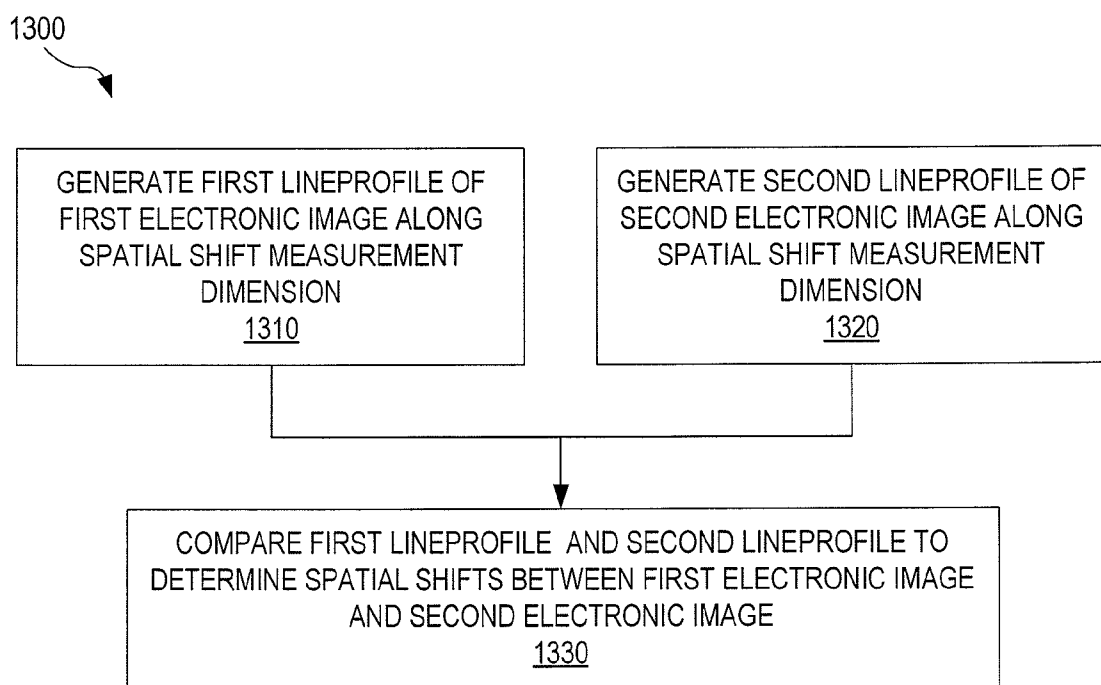 1300
GENERATE FIRST LINEPROFILE OF
FIRST ELECTRONIC IMAGE ALONG
SPATIAL SHIFT MEASUREMENT
DIMENSION
1310
GENERATE SECOND LINEPROFILE OF
SECOND ELECTRONIC IMAGE ALONG
SPATIAL SHIFT MEASUREMENT
DIMENSION
1320
COMPARE FIRST LINEPROFILE AND SECOND LINEPROFILE TO
DETERMINE SPATIAL SHIFTS BETWEEN FIRST ELECTRONIC IMAGE
AND SECOND ELECTRONIC IMAGE
1330